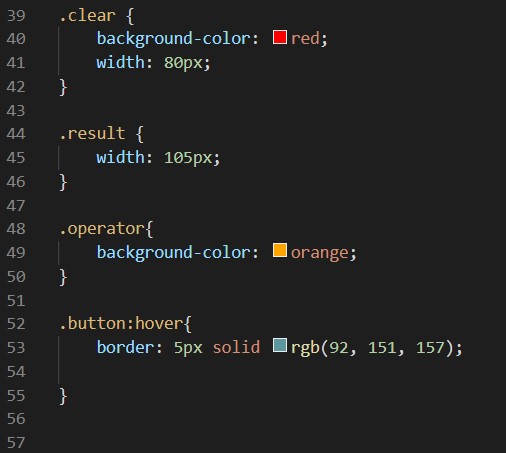 39 .clear {
40     background-color: red;
41     width: 80px;
42 }
43
44 .result {
45     width: 105px;
46 }
47
48 .operator{
49     background-color: orange;
50 }
51
52 .button:hover{
53     border: 5px solid rgb(92, 151, 157);
54
55 }
56
57